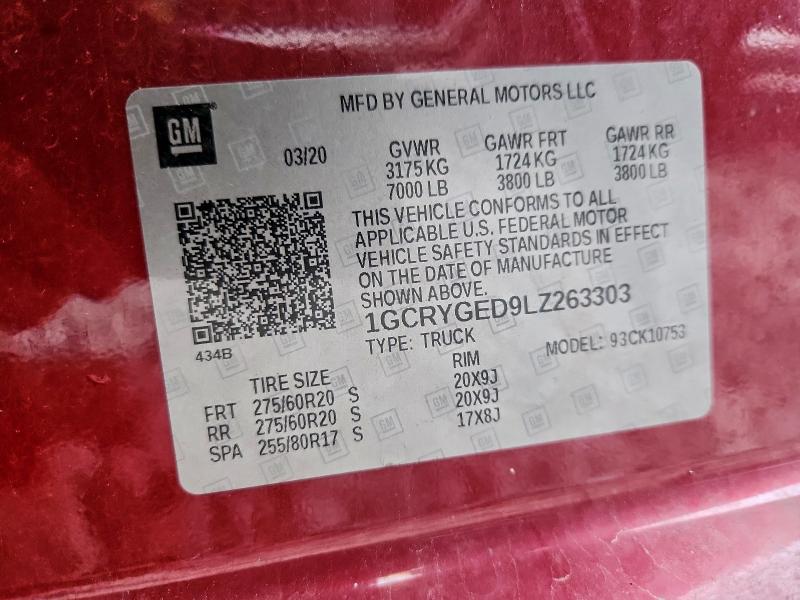 MFD BY GENERAL MOTORS LLC
GM
03/20
GVWR GAWR FRT GAWR RR
3175 KG 1724 KG 1724 KG
7000 LB 3800 LB 3800 LB
THIS VEHICLE CONFORMS TO ALL
APPLICABLE U.S. FEDERAL MOTOR
VEHICLE SAFETY STANDARDS IN EFFECT
ON THE DATE OF MANUFACTURE
SHOWN ABOVE.
1GCRYGED9LZ263303
434B
TYPE: TRUCK MODEL: 93CK10753
TIRE SIZE RIM
FRT 275/60R20 S 20X9J
RR 275/60R20 S 20X9J
SPA 255/80R17 S 17X8J